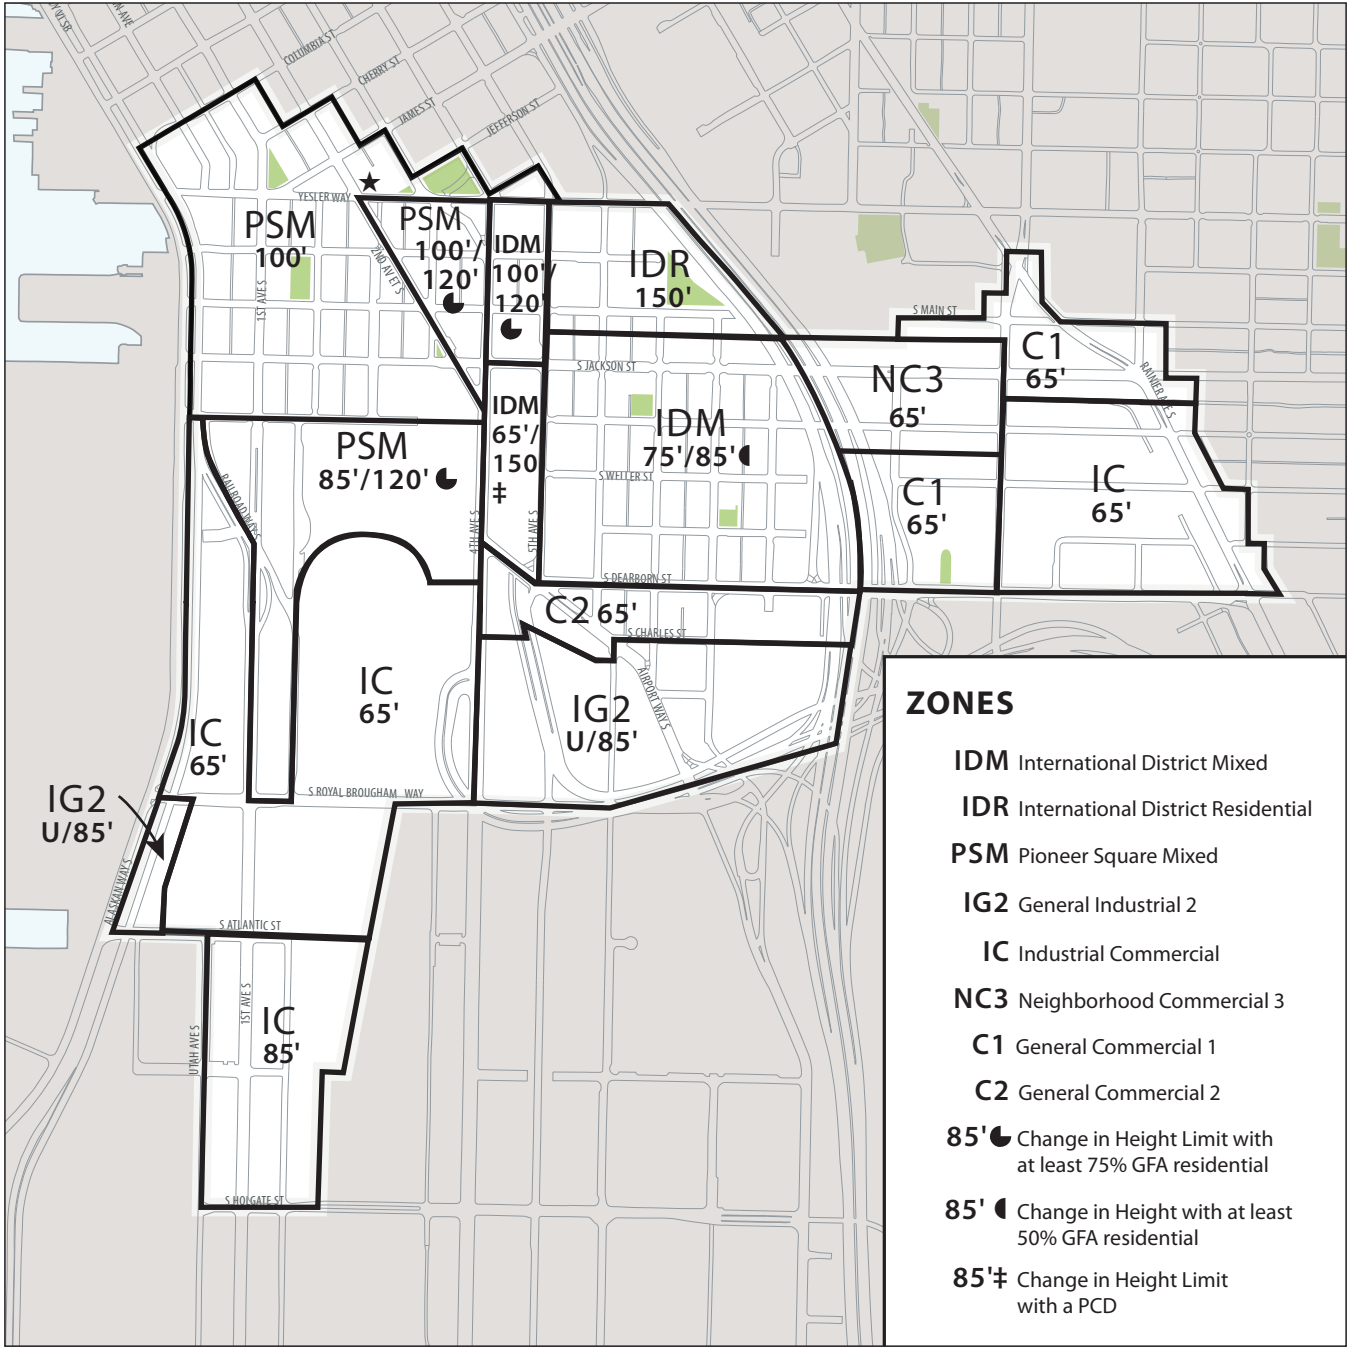 COLUMBIA ST
CHERRY ST
JAMES ST
JEFFERSON ST
YESLER WAY
PSM
100'
1ST AVE S
2ND AV ET S
PSM
100'/
120'
IDM
100'/
120'
IDR
150'
S MAIN ST
S JACKSON ST
NC3
65'
C1
65'
RAINIER AVE S
PSM
85'/120'
IDM
65'/
150
‡
IDM
75'/85'
S WELLER ST
C1
65'
IC
65'
RAILROAD WAY S
4TH AVE S
5TH AVE S
S DEARBORN ST
C2 65'
S CHARLES ST
IC
65'
IC
65'
IG2
U/85'
AIRPORT WAY S
S ROYAL BROUGHAM WAY
IG2
U/85'
ALASKAN WAY S
S ATLANTIC ST
1ST AVE S
UTAH AVE S
IC
85'
S HOLGATE ST
ZONES
IDM International District Mixed
IDR International District Residential
PSM Pioneer Square Mixed
IG2 General Industrial 2
IC Industrial Commercial
NC3 Neighborhood Commercial 3
C1 General Commercial 1
C2 General Commercial 2
85' Change in Height Limit with
at least 75% GFA residential
85' Change in Height with at least
50% GFA residential
85'‡ Change in Height Limit
with a PCD